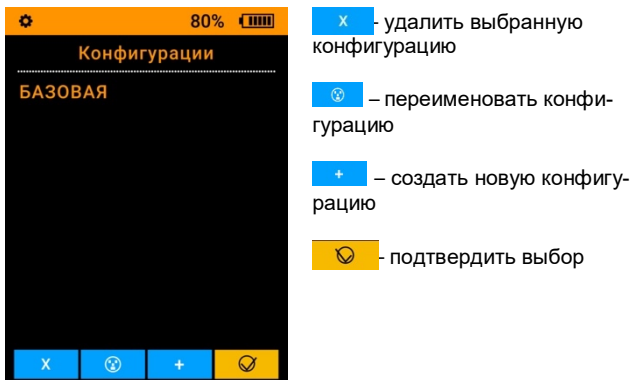 80%
Конфигурации
БАЗОВАЯ
X
+
X - удалить выбранную
конфигурацию
– переименовать конфи-
гурацию
+ – создать новую конфигу-
рацию
- подтвердить выбор